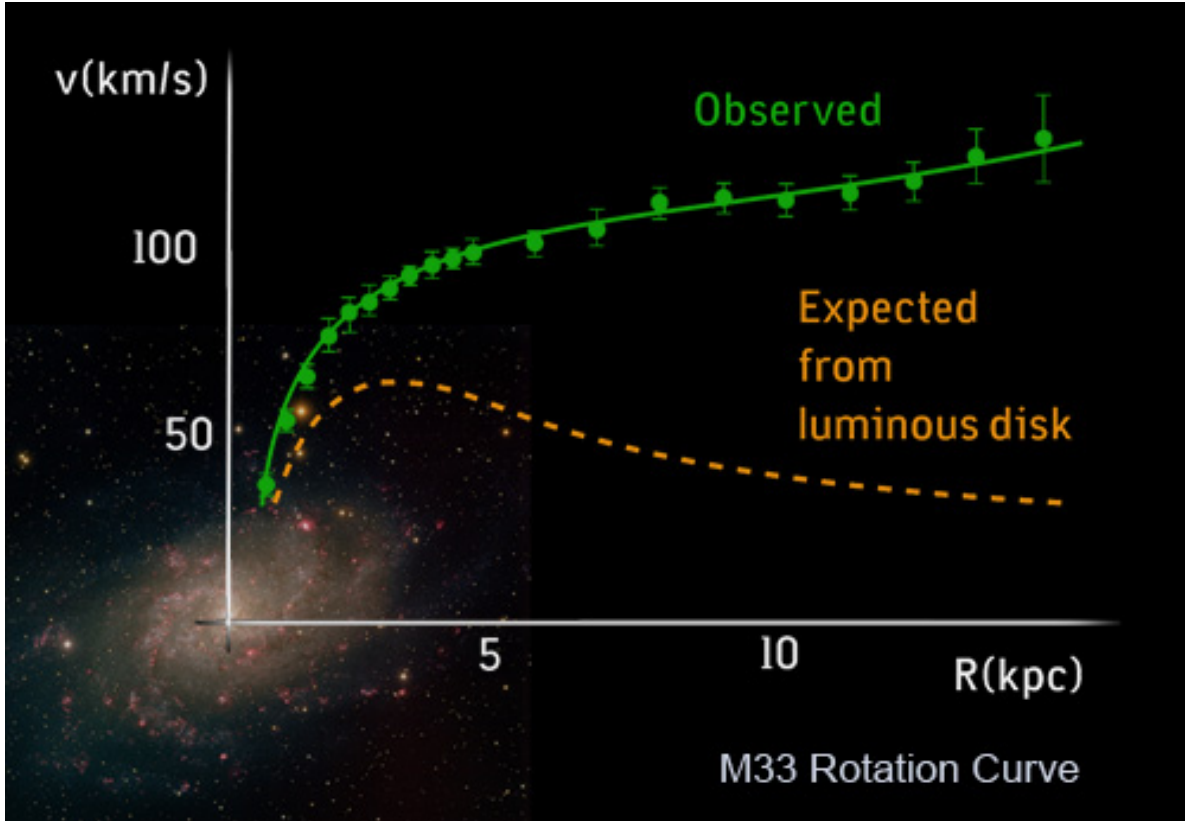 v(km/s)
Observed
100
Expected
from
luminous disk
50
5
10
R(kpc)
M33 Rotation Curve